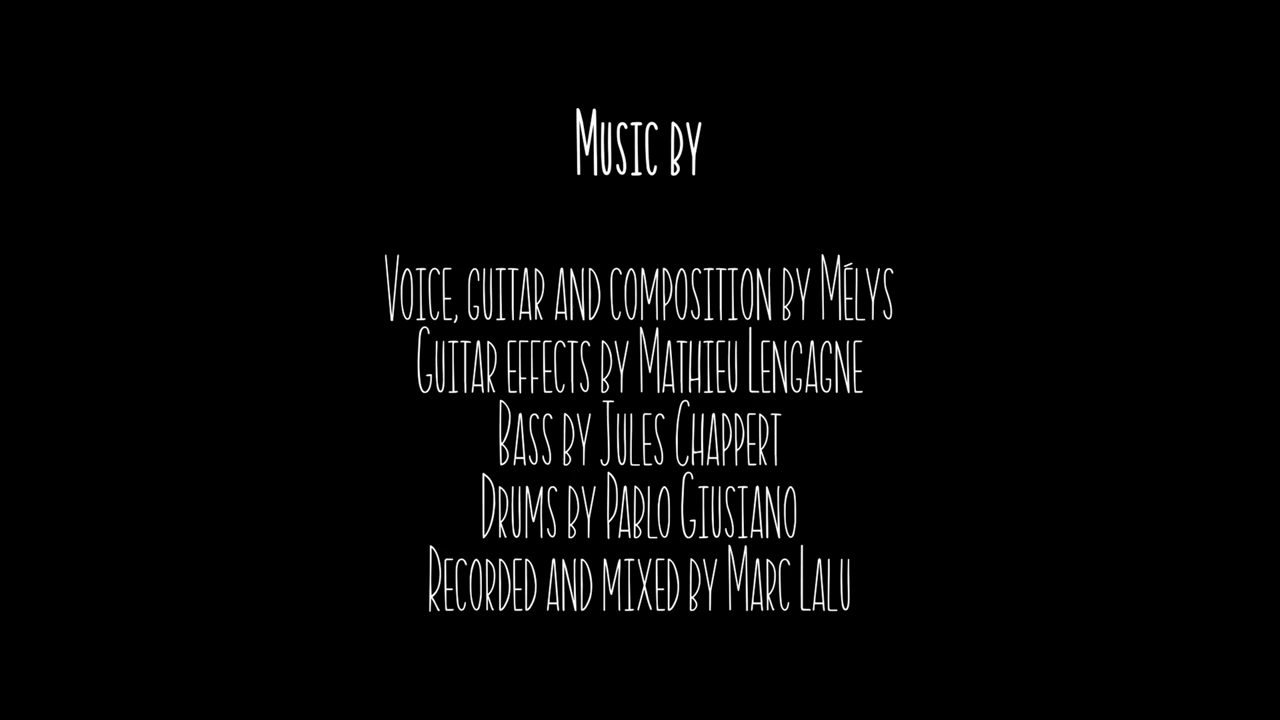 Music by
Voice, guitar and composition by Mélys
Guitar effects by Mathieu Lengagne
Bass by Jules Chappert
Drums by Pablo Giusiano
Recorded and mixed by Marc Lalu